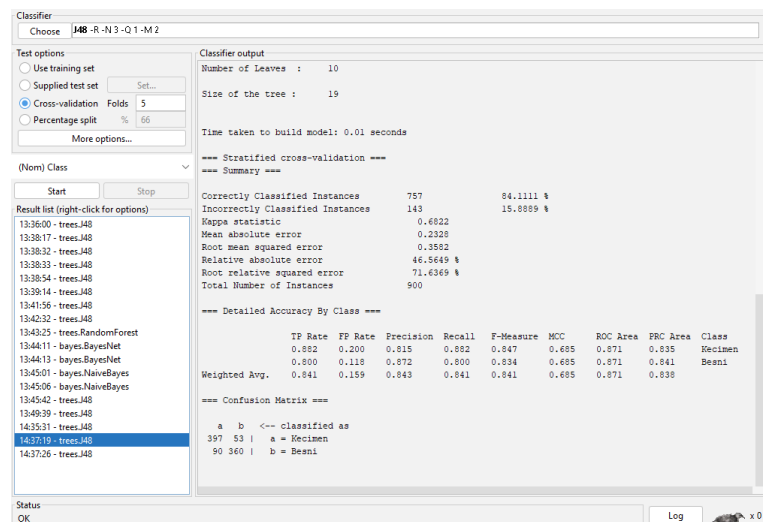 Classifier
Choose J48 -R -N 3 -Q 1 -M 2
Test options
Use training set
Supplied test set Set...
Cross-validation Folds 5
Percentage split % 66
More options...
(Nom) Class
Start Stop
Result list (right-click for options)
13:36:00 - trees.J48
13:38:17 - trees.J48
13:38:32 - trees.J48
13:38:33 - trees.J48
13:38:54 - trees.J48
13:39:14 - trees.J48
13:41:56 - trees.J48
13:42:32 - trees.J48
13:43:25 - trees.RandomForest
13:44:11 - bayes.BayesNet
13:44:13 - bayes.BayesNet
13:45:01 - bayes.NaiveBayes
13:45:06 - bayes.NaiveBayes
13:45:42 - trees.J48
13:49:39 - trees.J48
14:35:31 - trees.J48
14:37:19 - trees.J48
14:37:26 - trees.J48
Classifier output
Number of Leaves : 10
Size of the tree : 19
Time taken to build model: 0.01 seconds
=== Stratified cross-validation ===
=== Summary ===
Correctly Classified Instances 757 84.1111 %
Incorrectly Classified Instances 143 15.8889 %
Kappa statistic 0.6822
Mean absolute error 0.2328
Root mean squared error 0.3582
Relative absolute error 46.5649 %
Root relative squared error 71.6369 %
Total Number of Instances 900
=== Detailed Accuracy By Class ===
TP Rate FP Rate Precision Recall F-Measure MCC ROC Area PRC Area Class
0.882 0.200 0.815 0.882 0.847 0.685 0.871 0.835 Kecimen
0.800 0.118 0.872 0.800 0.834 0.685 0.871 0.841 Besni
Weighted Avg. 0.841 0.159 0.843 0.841 0.841 0.685 0.871 0.838
=== Confusion Matrix ===
a b <-- classified as
397 53 | a = Kecimen
90 360 | b = Besni
Status
OK
Log
x 0